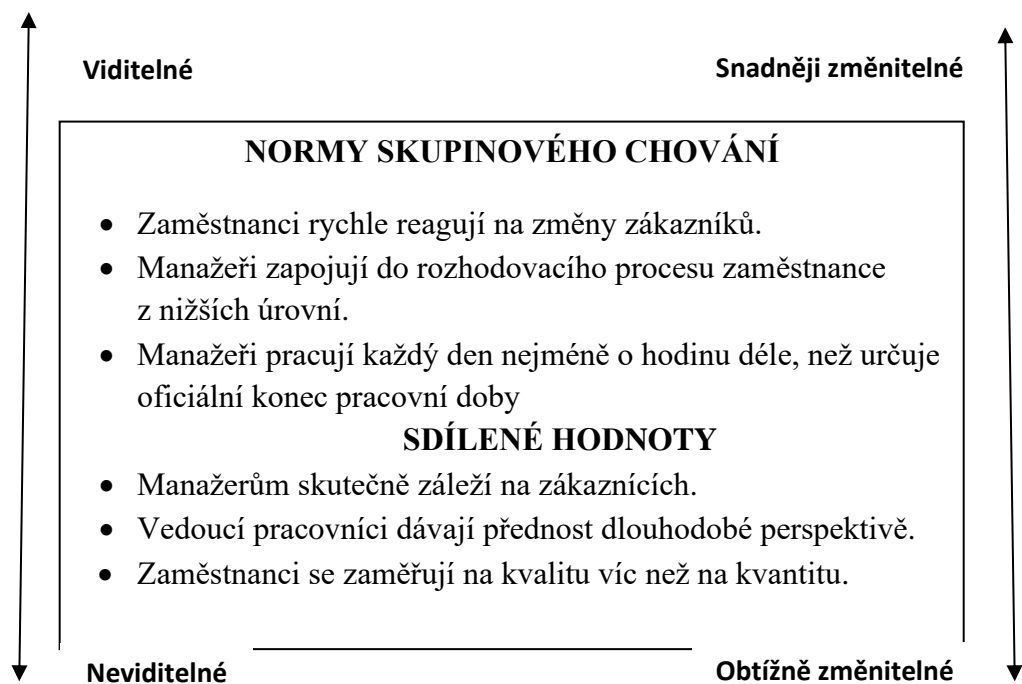 Viditelné
Snadněji změnitelné
NORMY SKUPINOVÉHO CHOVÁNÍ
• Zaměstnanci rychle reagují na změny zákazníků.
• Manažeři zapojují do rozhodovacího procesu zaměstnance
z nižších úrovní.
• Manažeři pracují každý den nejméně o hodinu déle, než určuje
oficiální konec pracovní doby
SDÍLENÉ HODNOTY
• Manažerům skutečně záleží na zákaznících.
• Vedoucí pracovníci dávají přednost dlouhodobé perspektivě.
• Zaměstnanci se zaměřují na kvalitu víc než na kvantitu.
Neviditelné
Obtížně změnitelné